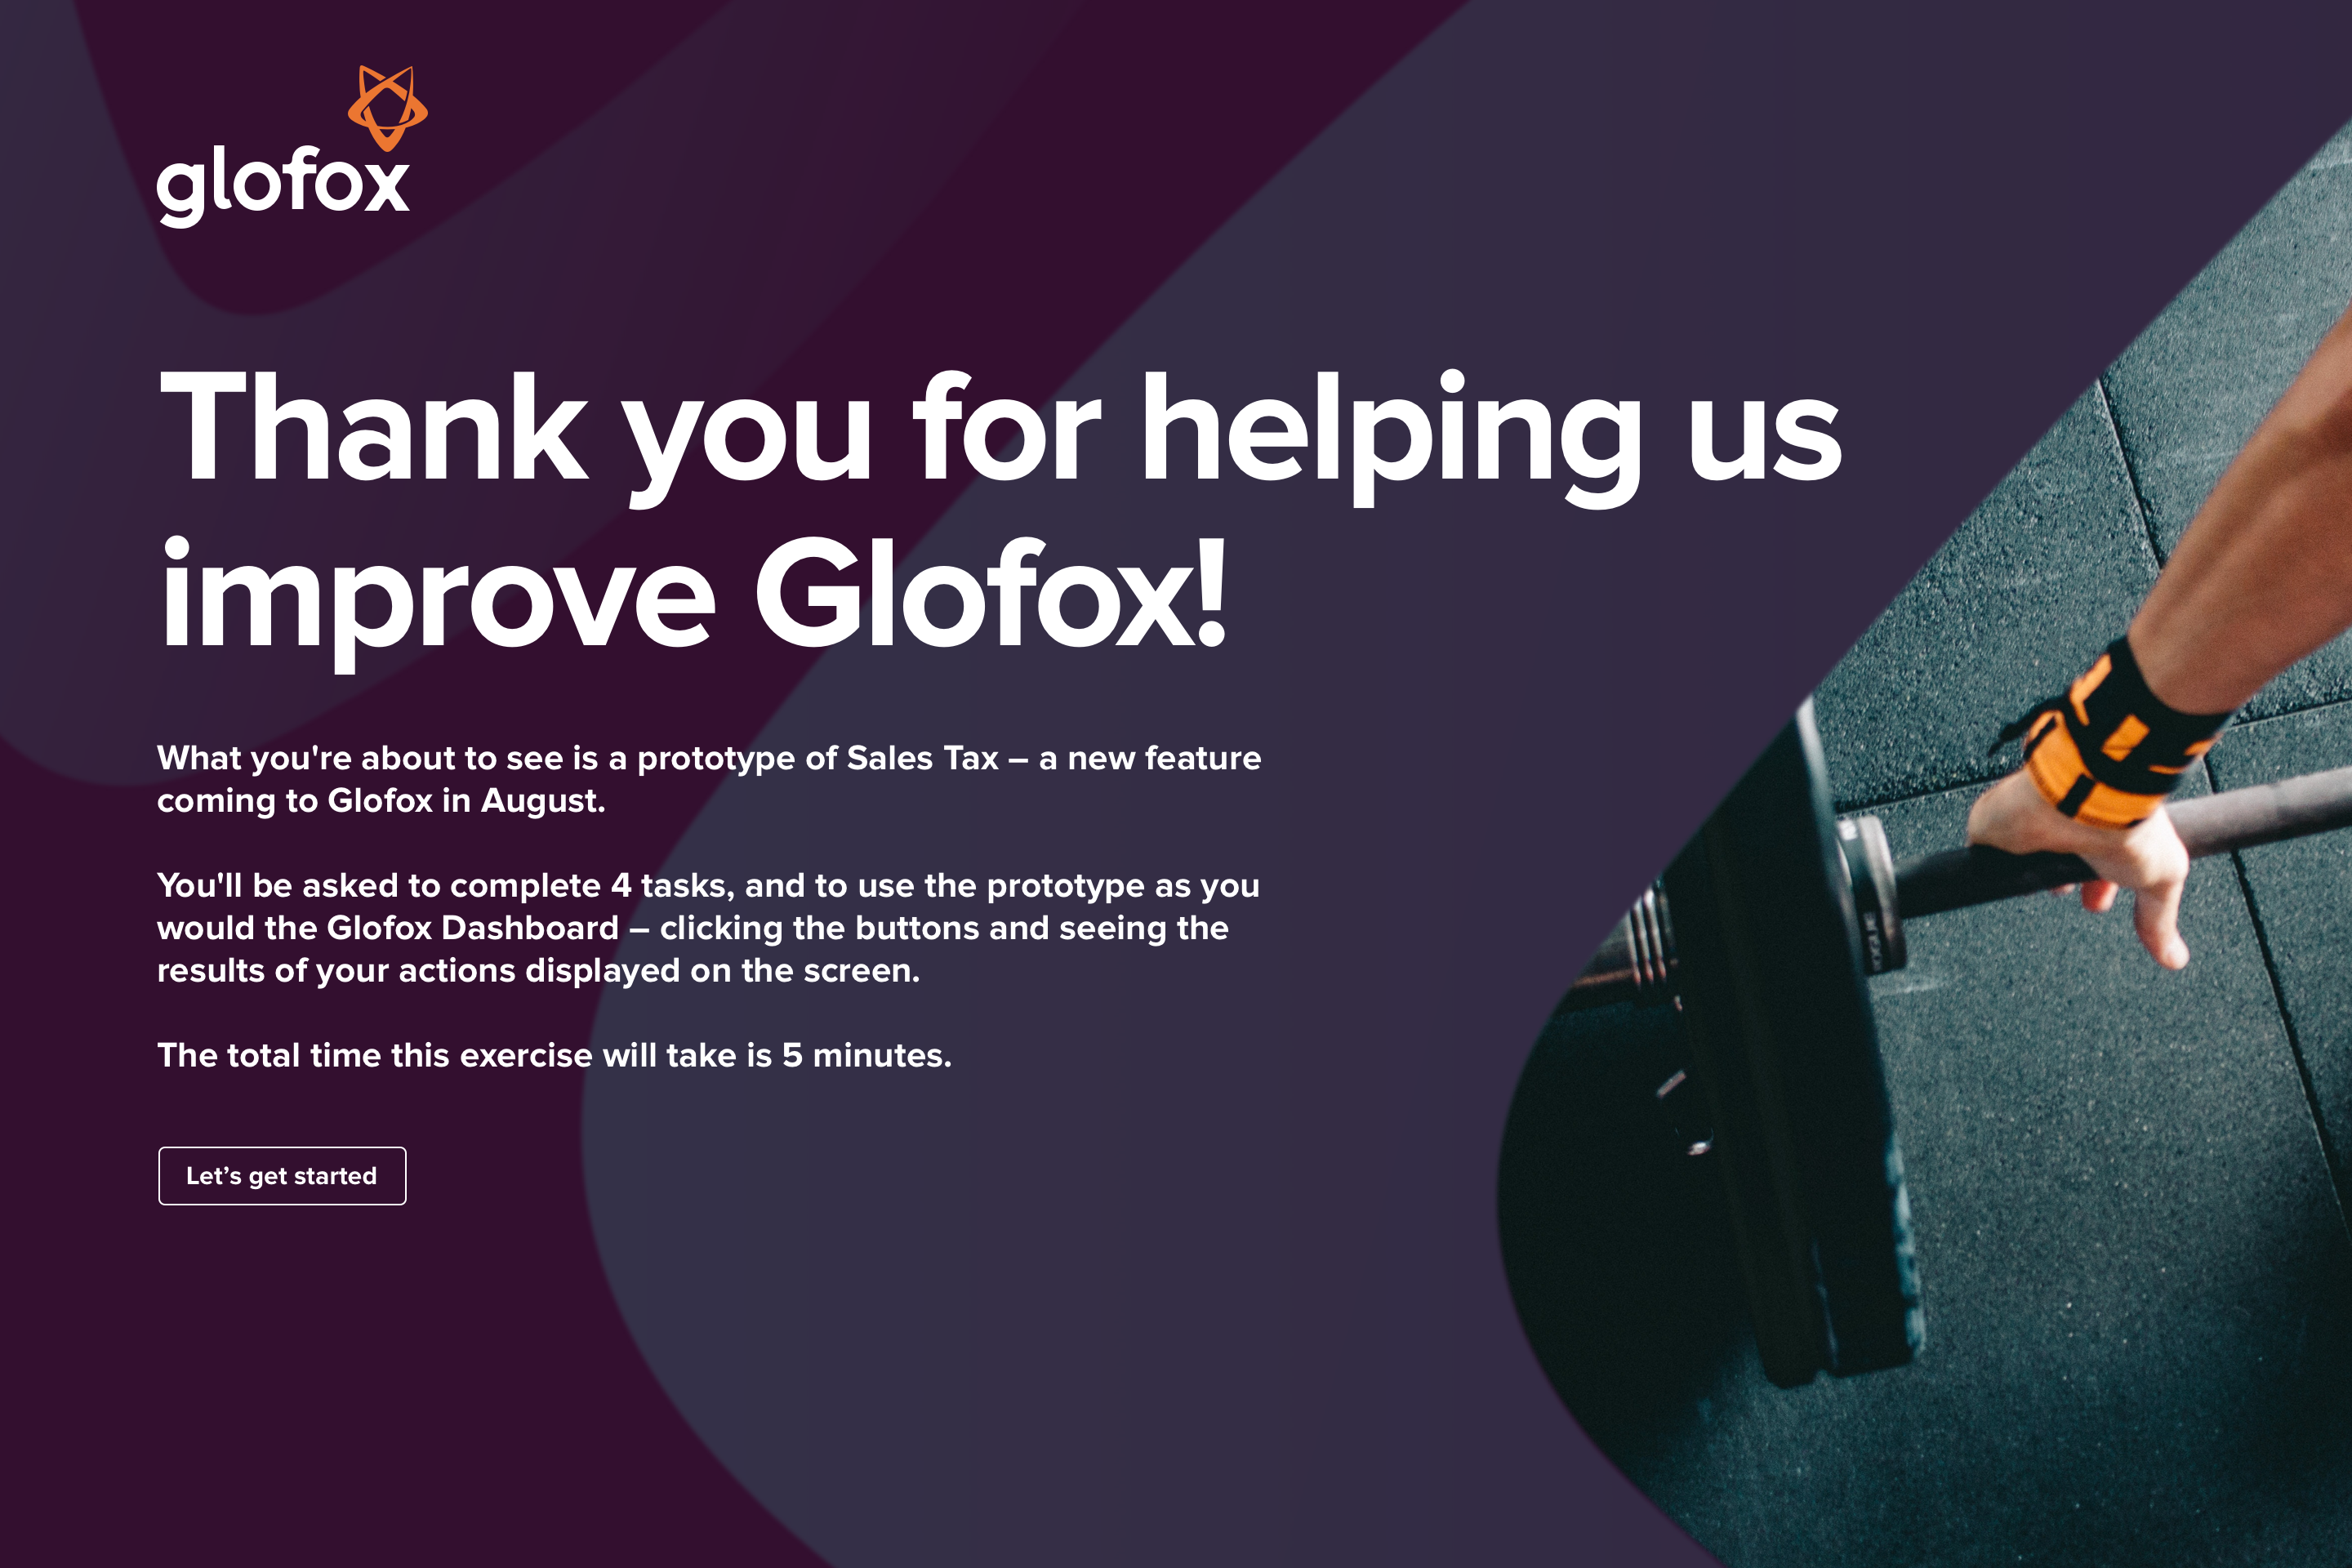 glofox
Thank you for helping us
improve Glofox!
What you're about to see is a prototype of Sales Tax – a new feature
coming to Glofox in August.
You'll be asked to complete 4 tasks, and to use the prototype as you
would the Glofox Dashboard – clicking the buttons and seeing the
results of your actions displayed on the screen.
The total time this exercise will take is 5 minutes.
Let’s get started
ROGUE